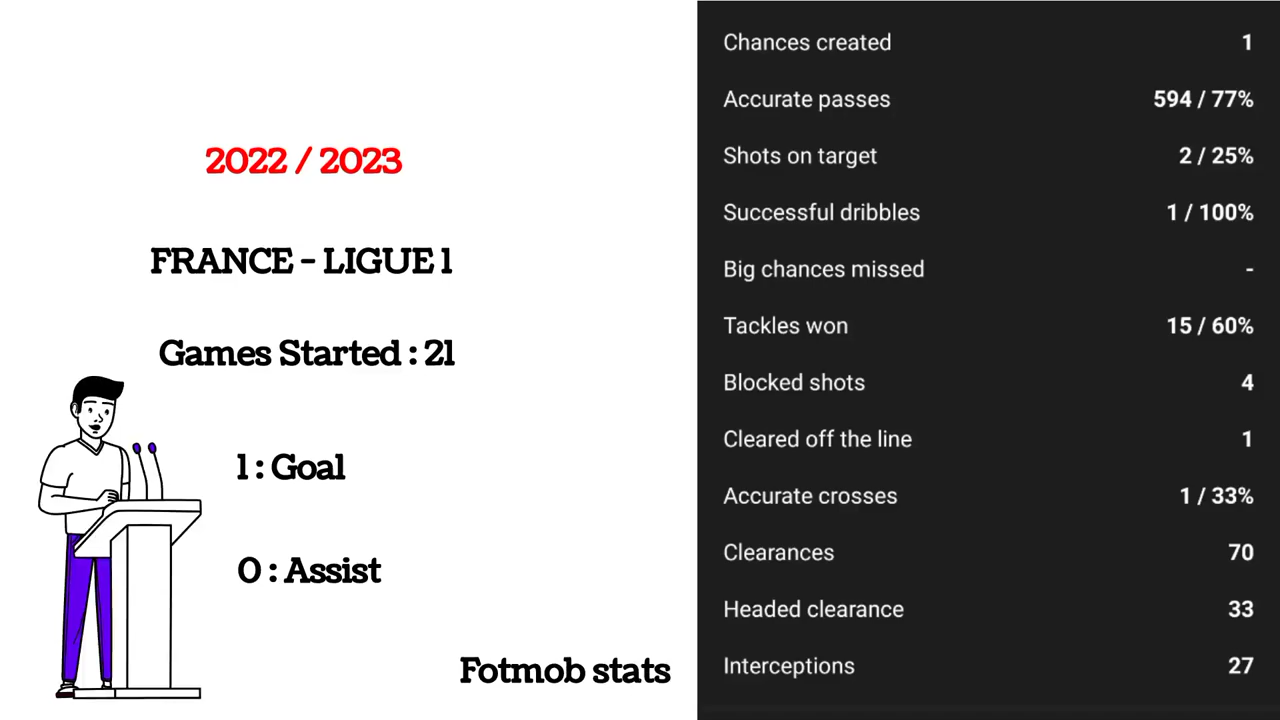 2022 / 2023
FRANCE - LIGUE 1
Games Started : 21
1 : Goal
0 : Assist
Fotmob stats
Chances created 1
Accurate passes 594 / 77%
Shots on target 2 / 25%
Successful dribbles 1 / 100%
Big chances missed -
Tackles won 15 / 60%
Blocked shots 4
Cleared off the line 1
Accurate crosses 1 / 33%
Clearances 70
Headed clearance 33
Interceptions 27